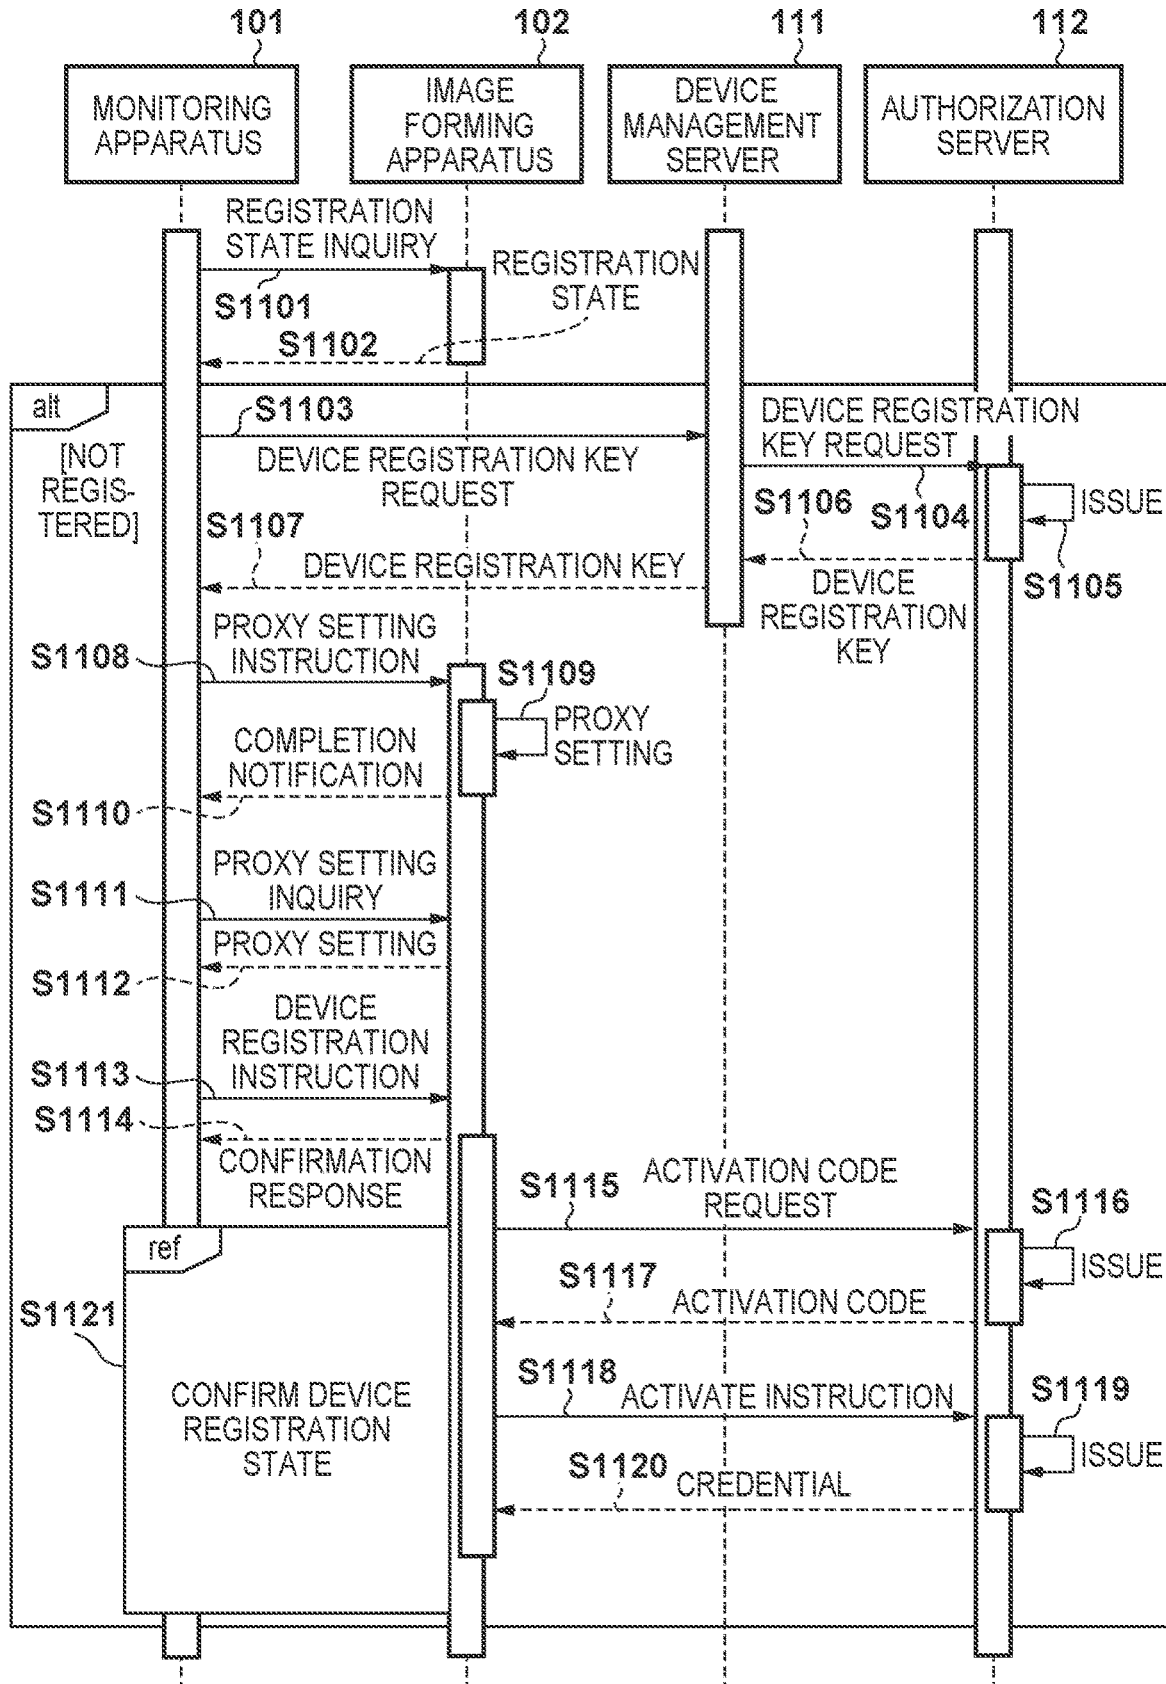 101
102
111
112
MONITORING
APPARATUS
IMAGE
FORMING
APPARATUS
DEVICE
MANAGEMENT
SERVER
AUTHORIZATION
SERVER
REGISTRATION
STATE INQUIRY
S1101
REGISTRATION
STATE
S1102
alt
[NOT
REGIS-
TERED]
S1103
DEVICE REGISTRATION KEY
REQUEST
DEVICE REGISTRATION
KEY REQUEST
S1104
ISSUE
S1105
S1106
DEVICE
REGISTRATION
KEY
S1107
DEVICE REGISTRATION KEY
PROXY SETTING
INSTRUCTION
S1108
S1109
PROXY
SETTING
COMPLETION
NOTIFICATION
S1110
PROXY SETTING
INQUIRY
S1111
PROXY SETTING
S1112
DEVICE
REGISTRATION
INSTRUCTION
S1113
S1114
CONFIRMATION
RESPONSE
S1115
ACTIVATION CODE
REQUEST
S1116
ISSUE
S1117
ACTIVATION CODE
ref
S1121
CONFIRM DEVICE
REGISTRATION
STATE
S1118
ACTIVATE INSTRUCTION
S1119
ISSUE
S1120
CREDENTIAL